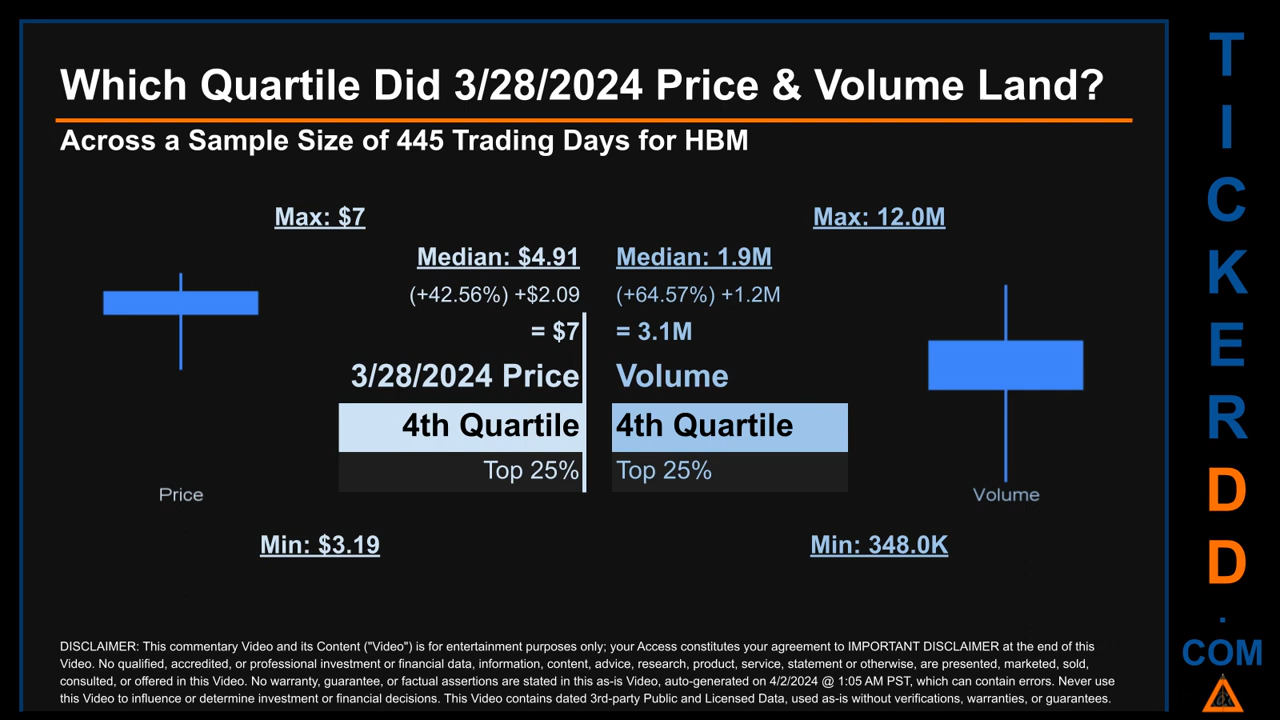 Which Quartile Did 3/28/2024 Price & Volume Land?
Across a Sample Size of 445 Trading Days for HBM
Max: $7
Max: 12.0M
Median: $4.91
Median: 1.9M
(+42.56%) +$2.09
(+64.57%) +1.2M
= $7
= 3.1M
3/28/2024 Price
Volume
4th Quartile
4th Quartile
Top 25%
Top 25%
Price
Volume
Min: $3.19
Min: 348.0K
DISCLAIMER: This commentary Video and its Content ("Video") is for entertainment purposes only; your Access constitutes your agreement to IMPORTANT DISCLAIMER at the end of this
Video. No qualified, accredited, or professional investment or financial data, information, content, advice, research, product, service, statement or otherwise, are presented, marketed, sold,
consulted, or offered in this Video. No warranty, guarantee, or factual assertions are stated in this as-is Video, auto-generated on 4/2/2024 @ 1:05 AM PST, which can contain errors. Never use
this Video to influence or determine investment or financial decisions. This Video contains dated 3rd-party Public and Licensed Data, used as-is without verifications, warranties, or guarantees.
T
I
C
K
E
R
D
D
.
COM